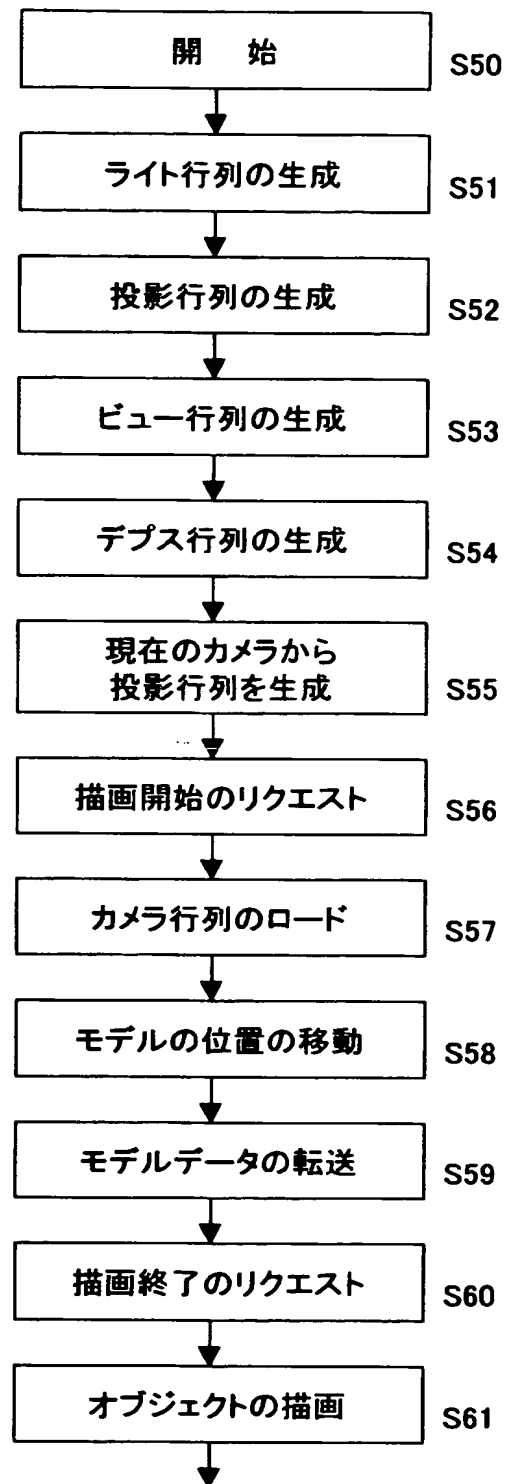 開 始
S50
ライト行列の生成
S51
投影行列の生成
S52
ビュー行列の生成
S53
デプス行列の生成
S54
現在のカメラから
投影行列を生成
S55
描画開始のリクエスト
S56
カメラ行列のロード
S57
モデルの位置の移動
S58
モデルデータの転送
S59
描画終了のリクエスト
S60
オブジェクトの描画
S61